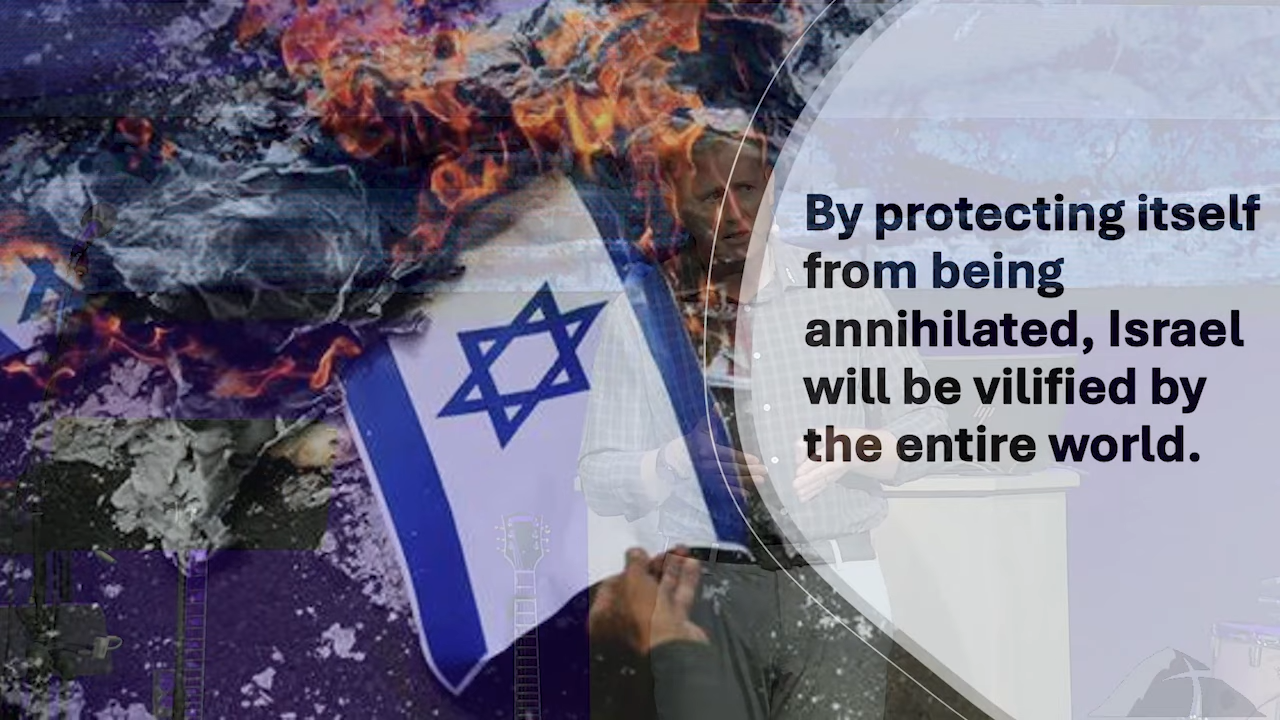 By protecting itself
from being
annihilated, Israel
will be vilified by
the entire world.